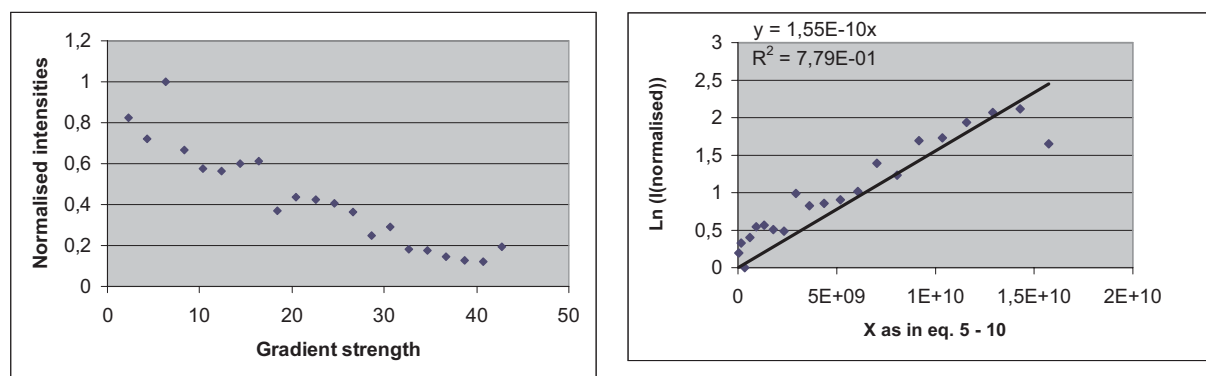 1,2
1
0,8
0,6
0,4
0,2
0
Normalised intensities
0 10 20 30 40 50
Gradient strength
y = 1,55E-10x
R² = 7,79E-01
3
2,5
2
1,5
1
0,5
0
Ln (I(normalised))
0 5E+09 1E+10 1,5E+10 2E+10
X as in eq. 5 - 10